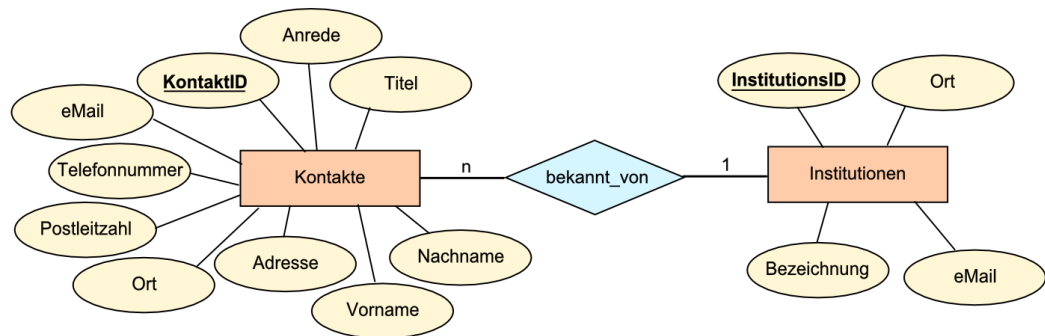 Anrede
KontaktID
Titel
eMail
Telefonnummer
Kontakte
Postleitzahl
Ort
Adresse
Vorname
Nachname
n
bekannt_von
1
InstitutionsID
Ort
Institutionen
Bezeichnung
eMail